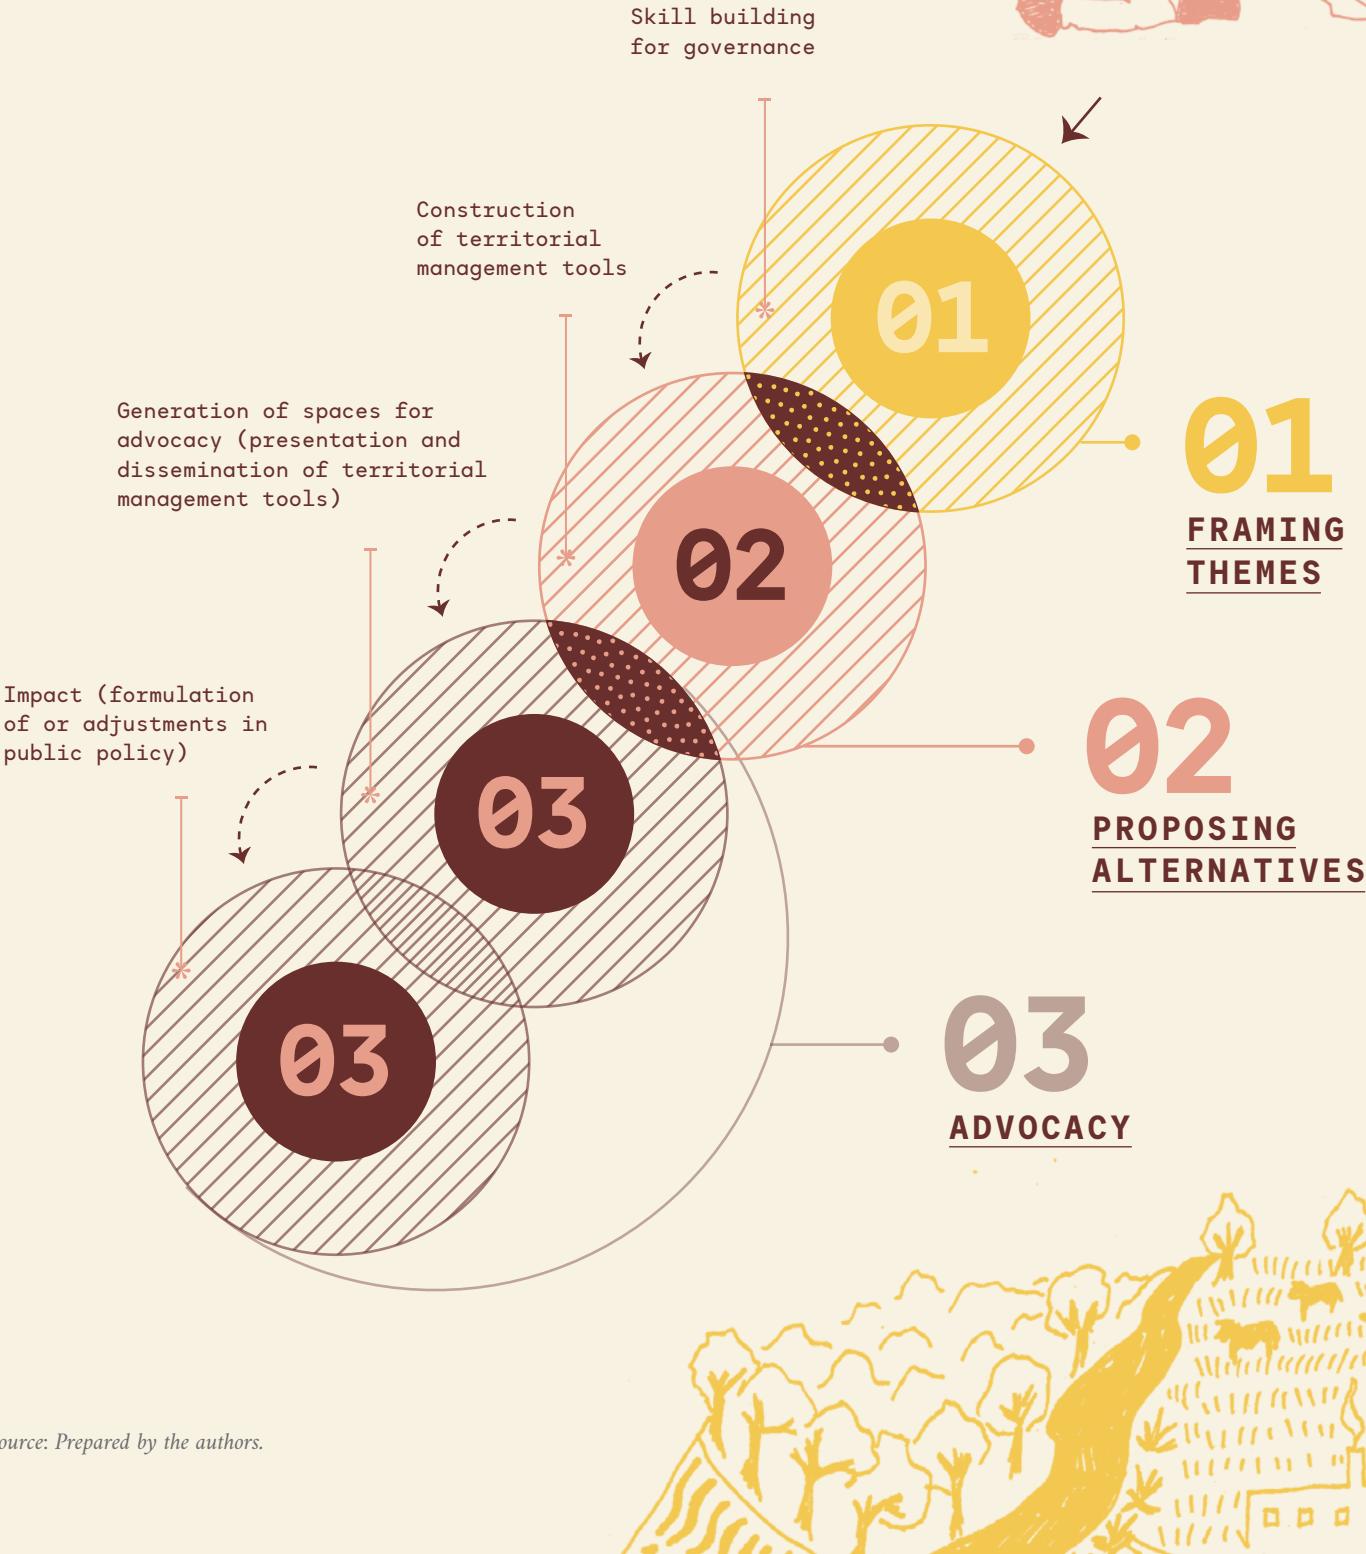 Skill building
for governance
Construction
of territorial
management tools
01
Generation of spaces for
advocacy (presentation and
dissemination of territorial
management tools)
01
FRAMING
THEMES
02
Impact (formulation
of or adjustments in
public policy)
02
PROPOSING
ALTERNATIVES
03
03
03
ADVOCACY
ource: Prepared by the authors.